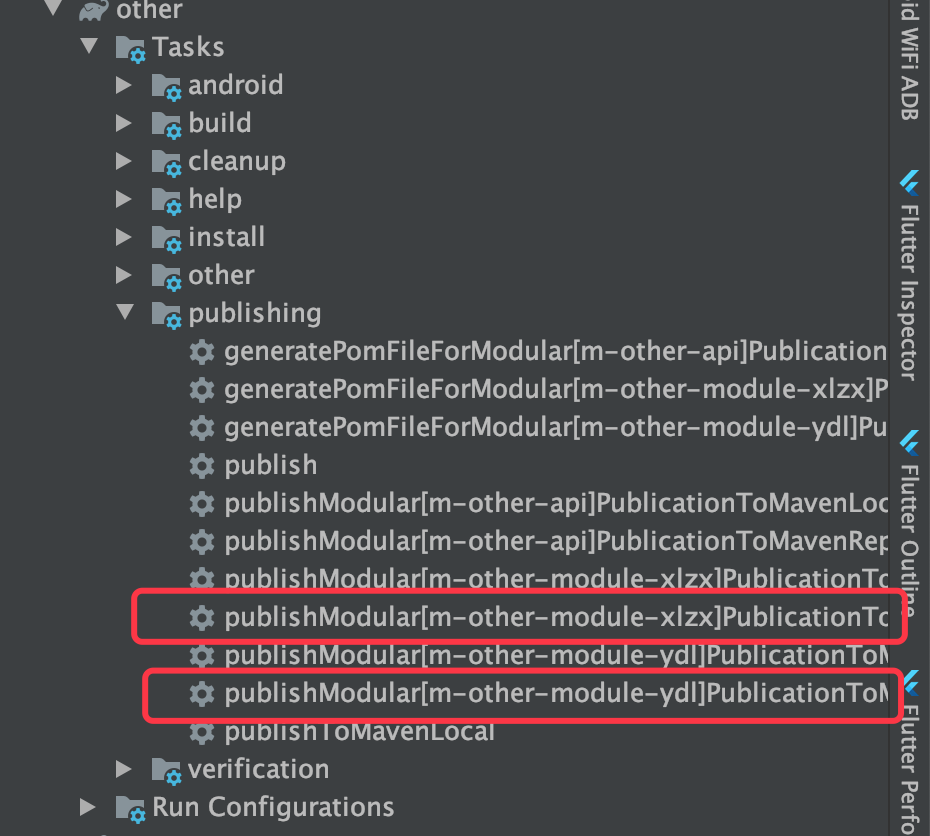 other
Tasks
android
build
cleanup
help
install
other
publishing
generatePomFileForModular[m-other-api]Publication
generatePomFileForModular[m-other-module-xlzx]P
generatePomFileForModular[m-other-module-ydl]Pu
publish
publishModular[m-other-api]PublicationToMavenLoc
publishModular[m-other-api]PublicationToMavenRep
publishModular[m-other-module-xlzx]PublicationTo
publishModular[m-other-module-xlzx]PublicationTo
publishModular[m-other-module-ydl]PublicationToM
publishModular[m-other-module-ydl]PublicationToM
publishToMavenLocal
verification
Run Configurations
id WiFi ADB
Flutter Inspector
Flutter Outline
Flutter Perfo